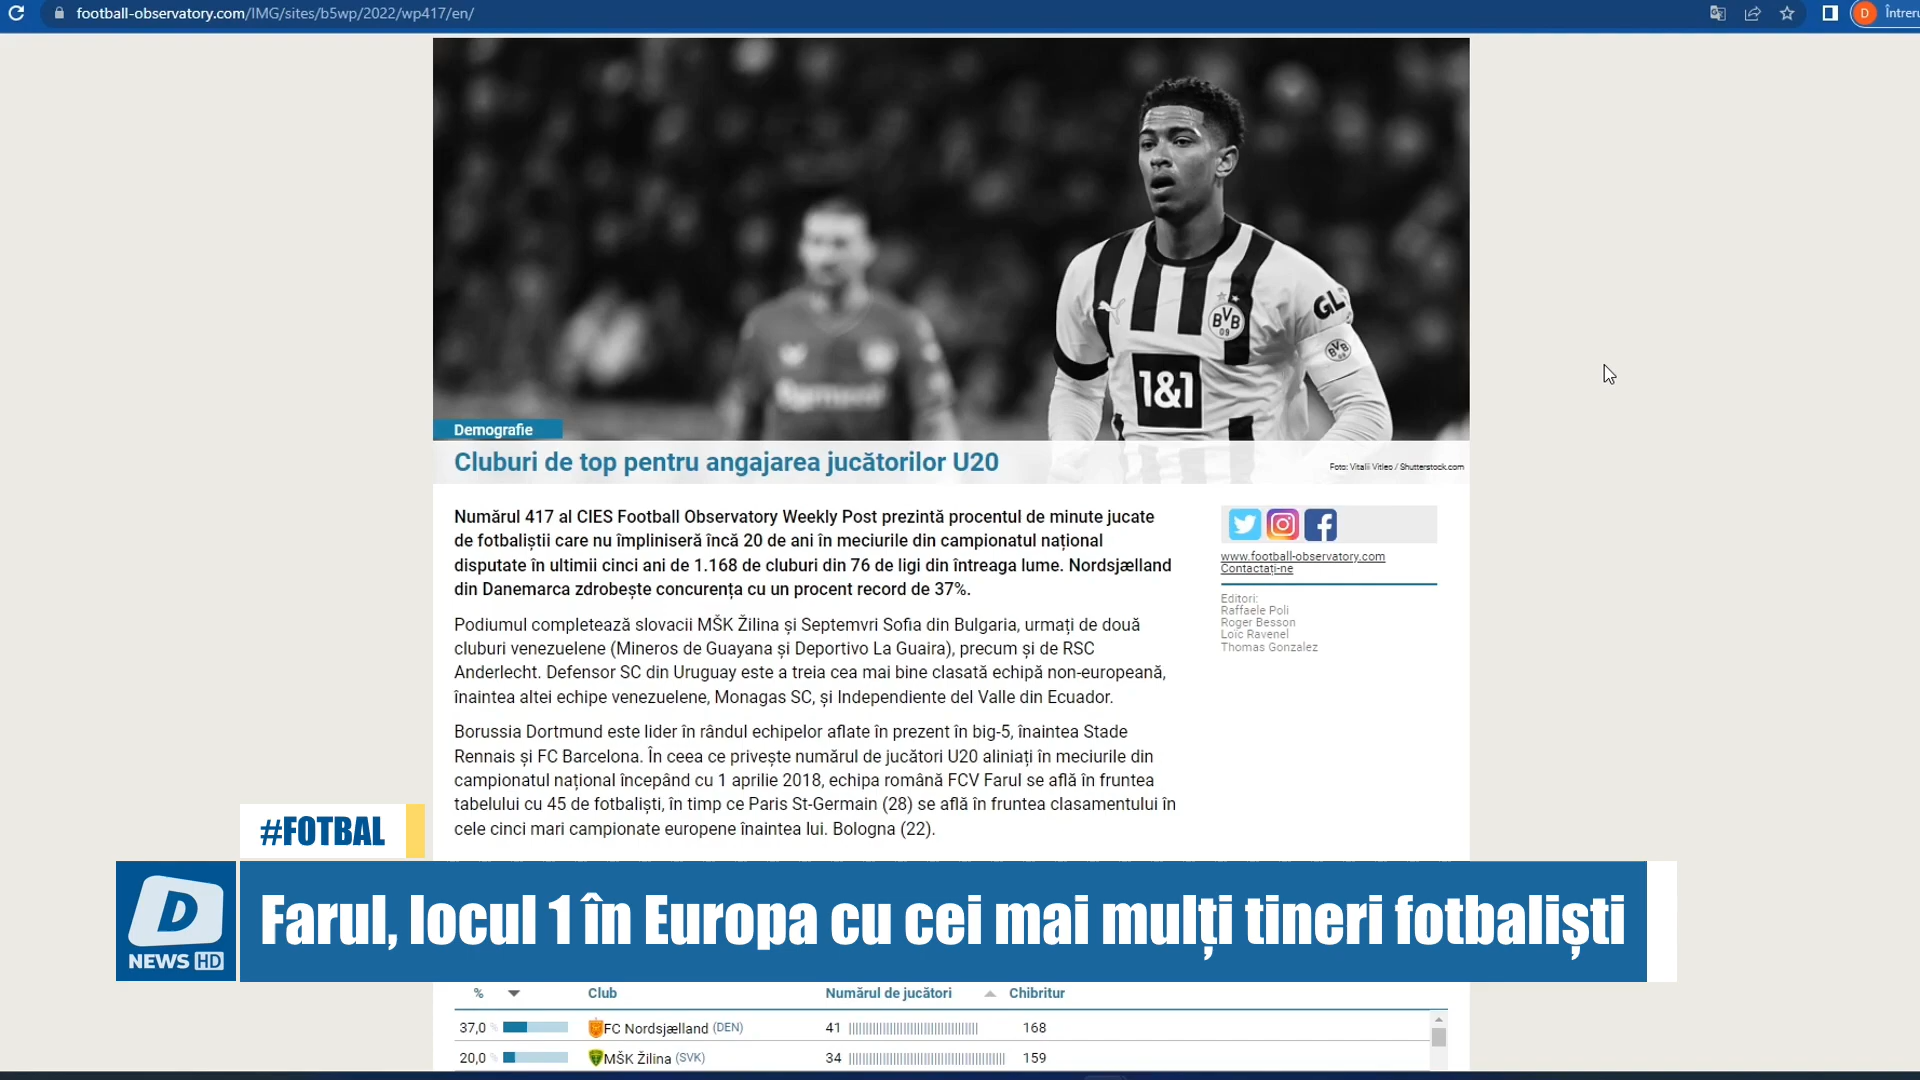 football-observatory.com/IMG/sites/b5wp/2022/wp417/en/
D
Întreru
GL
BVB
09
BVB
09
1&1
Demografie
Cluburi de top pentru angajarea jucătorilor U20
Foto: Vitalii Vitleo / Shutterstock.com
Numărul 417 al CIES Football Observatory Weekly Post prezintă procentul de minute jucate
de fotbaliștii care nu împliniseră încă 20 de ani în meciurile din campionatul național
disputate în ultimii cinci ani de 1.168 de cluburi din 76 de ligi din întreaga lume. Nordsjælland
din Danemarca zdrobește concurența cu un procent record de 37%.
Podiumul completează slovacii MŠK Žilina și Septemvri Sofia din Bulgaria, urmați de două
cluburi venezuelene (Mineros de Guayana și Deportivo La Guaira), precum și de RSC
Anderlecht. Defensor SC din Uruguay este a treia cea mai bine clasată echipă non-europeană,
înaintea altei echipe venezuelene, Monagas SC, și Independiente del Valle din Ecuador.
Borussia Dortmund este lider în rândul echipelor aflate în prezent în big-5, înaintea Stade
Rennais și FC Barcelona. În ceea ce privește numărul de jucători U20 aliniați în meciurile din
campionatul național începând cu 1 aprilie 2018, echipa română FCV Farul se află în fruntea
tabelului cu 45 de fotbaliști, în timp ce Paris St-Germain (28) se află în fruntea clasamentului în
cele cinci mari campionate europene înaintea lui. Bologna (22).
www.football-observatory.com
Contactați-ne
Editori:
Raffaele Poli
Roger Besson
Loïc Ravenel
Thomas Gonzalez
#FOTBAL
D
NEWS HD
Farul, locul 1 în Europa cu cei mai mulți tineri fotbaliști
% Club Numărul de jucători Chibritur
37,0 % FC Nordsjælland (DEN) 41 168
20,0 % MŠK Žilina (SVK) 34 159